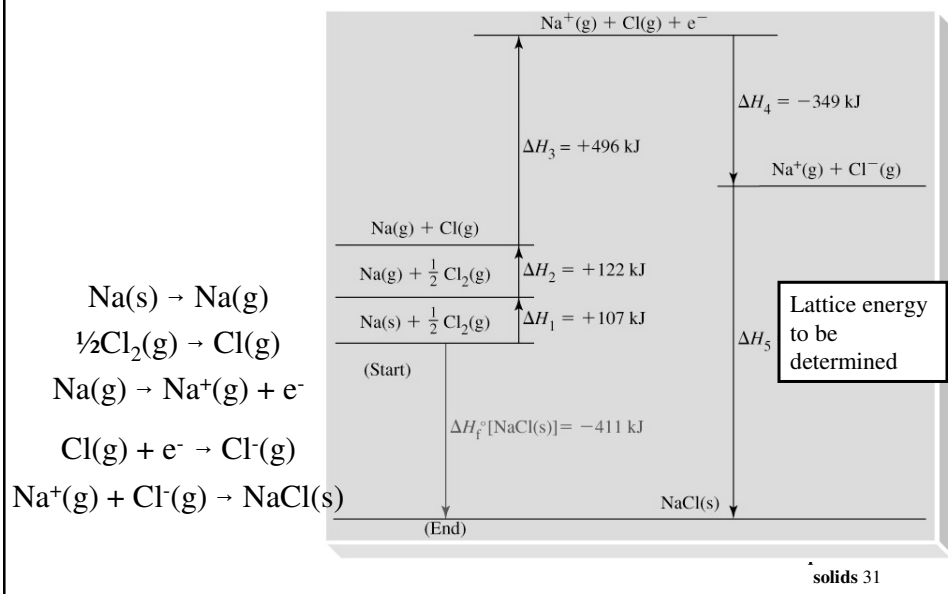 Na(s) → Na(g)
½Cl₂(g) → Cl(g)
Na(g) → Na⁺(g) + e⁻
Cl(g) + e⁻ → Cl⁻(g)
Na⁺(g) + Cl⁻(g) → NaCl(s)
Na⁺(g) + Cl(g) + e⁻
ΔH₄ = −349 kJ
ΔH₃ = +496 kJ
Na⁺(g) + Cl⁻(g)
Na(g) + Cl(g)
Na(g) + ½ Cl₂(g)
ΔH₂ = +122 kJ
Na(s) + ½ Cl₂(g)
ΔH₁ = +107 kJ
(Start)
ΔH₅
Lattice energy
to be
determined
ΔH°f[NaCl(s)]= −411 kJ
NaCl(s)
(End)
solids 31